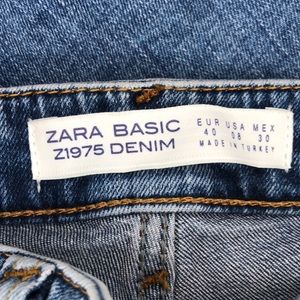 ZARA BASIC
Z1975 DENIM
EUR USA MEX
40 08 30
MADE IN TURKEY